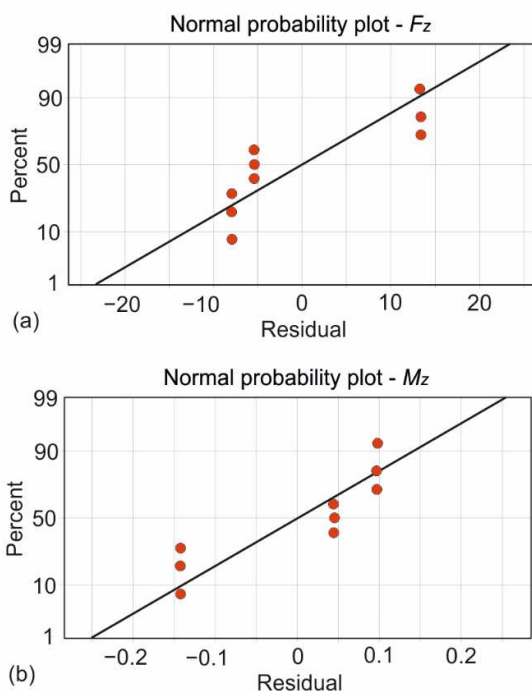 Normal probability plot - Fz
99
90
50
10
1
Percent
−20
−10
0
10
20
Residual
(a)
Normal probability plot - Mz
99
90
50
10
1
Percent
−0.2
−0.1
0
0.1
0.2
Residual
(b)